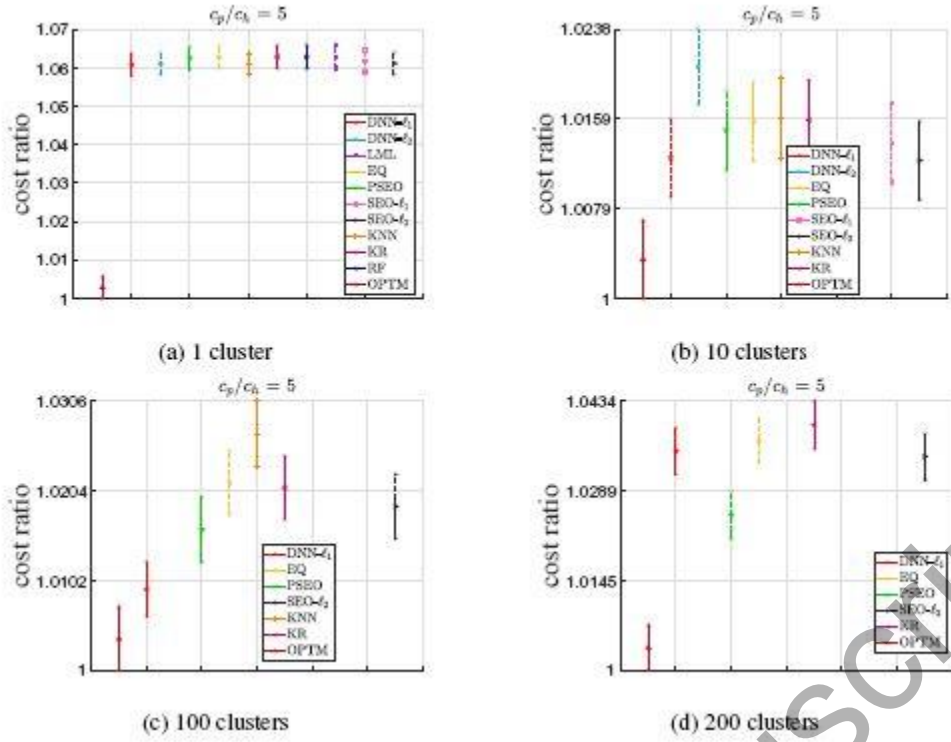 c_p/c_h = 5
1.07
1.06
1.05
1.04
1.03
1.02
1.01
1
cost ratio
DNN-ℓ₁
DNN-ℓ₂
LML
EQ
PSEO
SEO-ℓ₁
SEO-ℓ₂
KNN
KR
RF
OPTM
(a) 1 cluster
c_p/c_h = 5
1.0238
1.0159
1.0079
1
cost ratio
DNN-ℓ₁
DNN-ℓ₂
EQ
PSEO
SEO-ℓ₁
SEO-ℓ₂
KNN
KR
OPTM
(b) 10 clusters
c_p/c_h = 5
1.0306
1.0204
1.0102
1
cost ratio
DNN-ℓ₁
EQ
PSEO
SEO-ℓ₂
KNN
KR
OPTM
(c) 100 clusters
c_p/c_h = 5
1.0434
1.0289
1.0145
1
cost ratio
DNN-ℓ₁
EQ
PSEO
SEO-ℓ₂
KR
OPTM
(d) 200 clusters